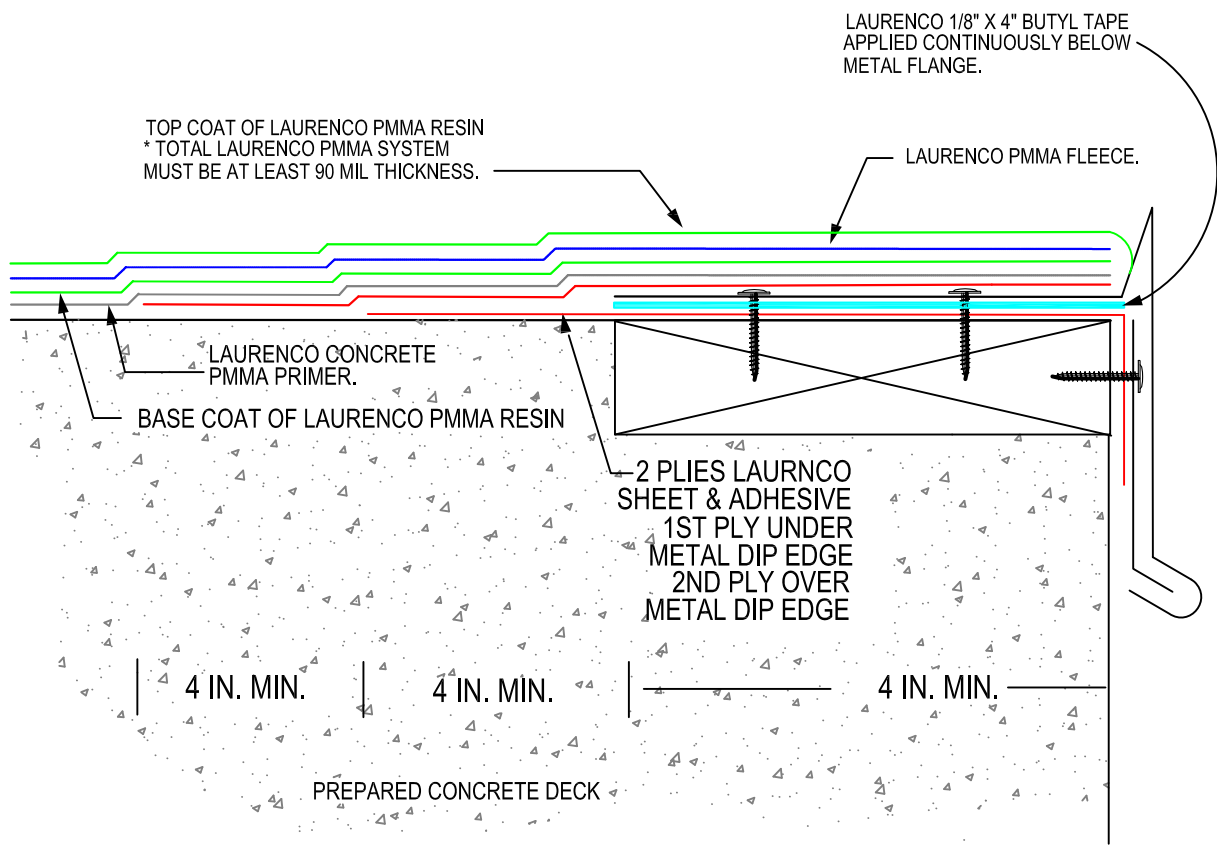 LAURENCO 1/8" X 4" BUTYL TAPE
APPLIED CONTINUOUSLY BELOW
METAL FLANGE.
TOP COAT OF LAURENCO PMMA RESIN
* TOTAL LAURENCO PMMA SYSTEM
MUST BE AT LEAST 90 MIL THICKNESS.
LAURENCO PMMA FLEECE.
LAURENCO CONCRETE
PMMA PRIMER.
BASE COAT OF LAURENCO PMMA RESIN
2 PLIES LAURNCO
SHEET & ADHESIVE
1ST PLY UNDER
METAL DIP EDGE
2ND PLY OVER
METAL DIP EDGE
4 IN. MIN.
4 IN. MIN.
4 IN. MIN.
PREPARED CONCRETE DECK